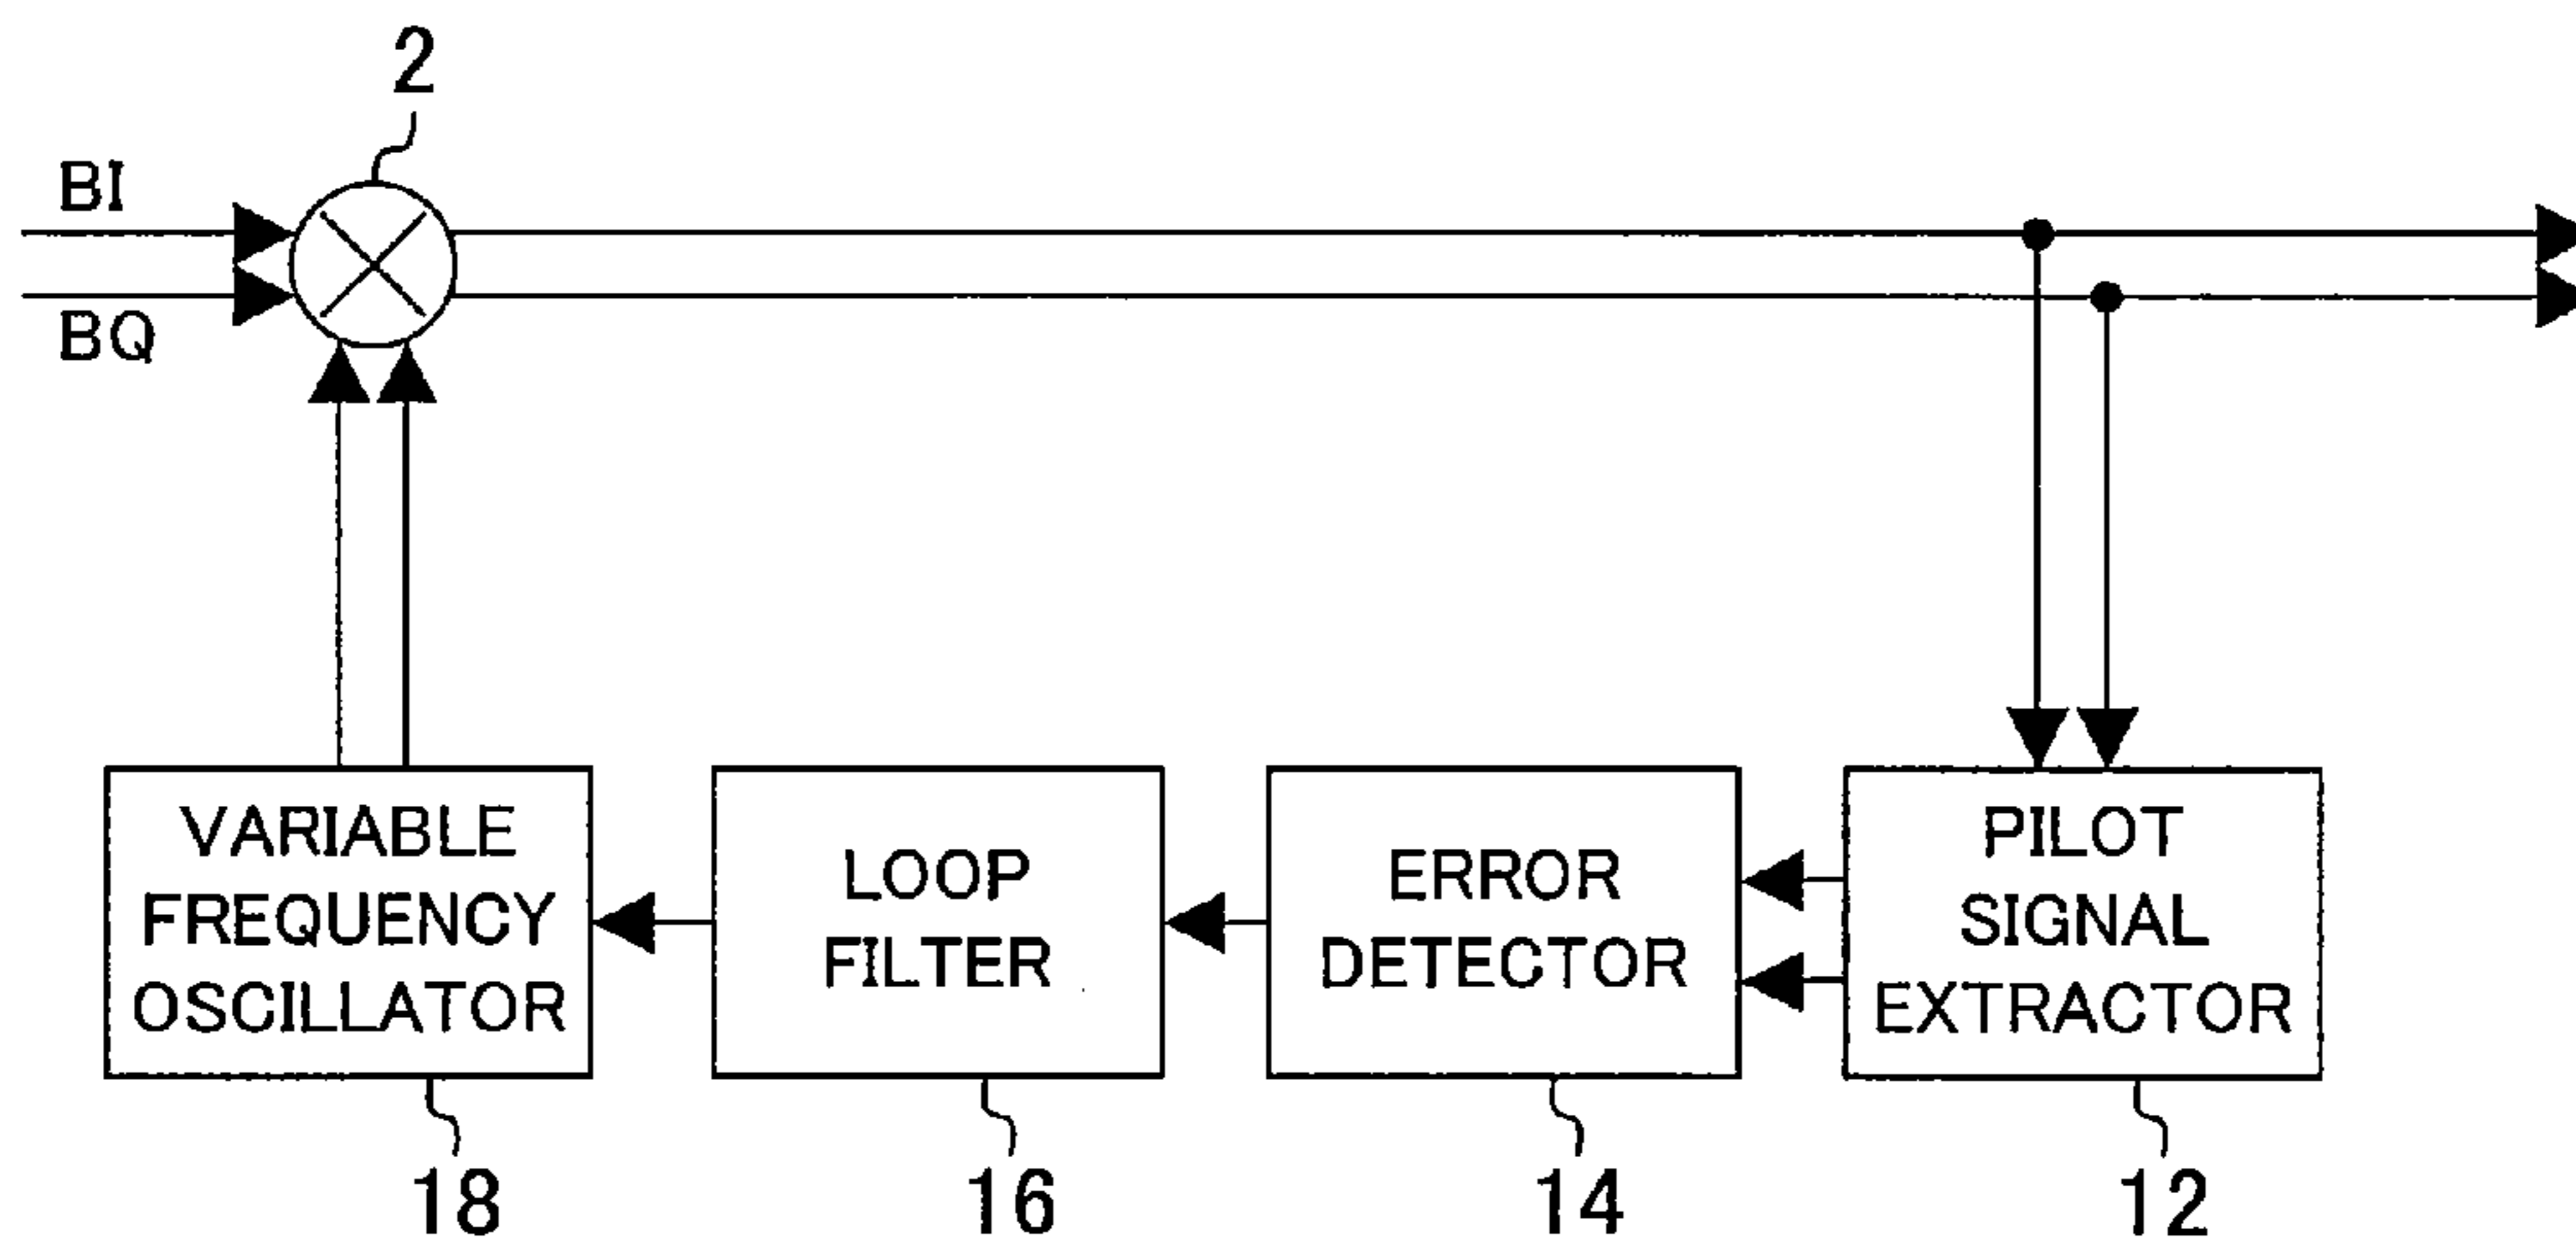 2
BI
BQ
VARIABLE
FREQUENCY
OSCILLATOR
LOOP
FILTER
ERROR
DETECTOR
PILOT
SIGNAL
EXTRACTOR
18
16
14
12